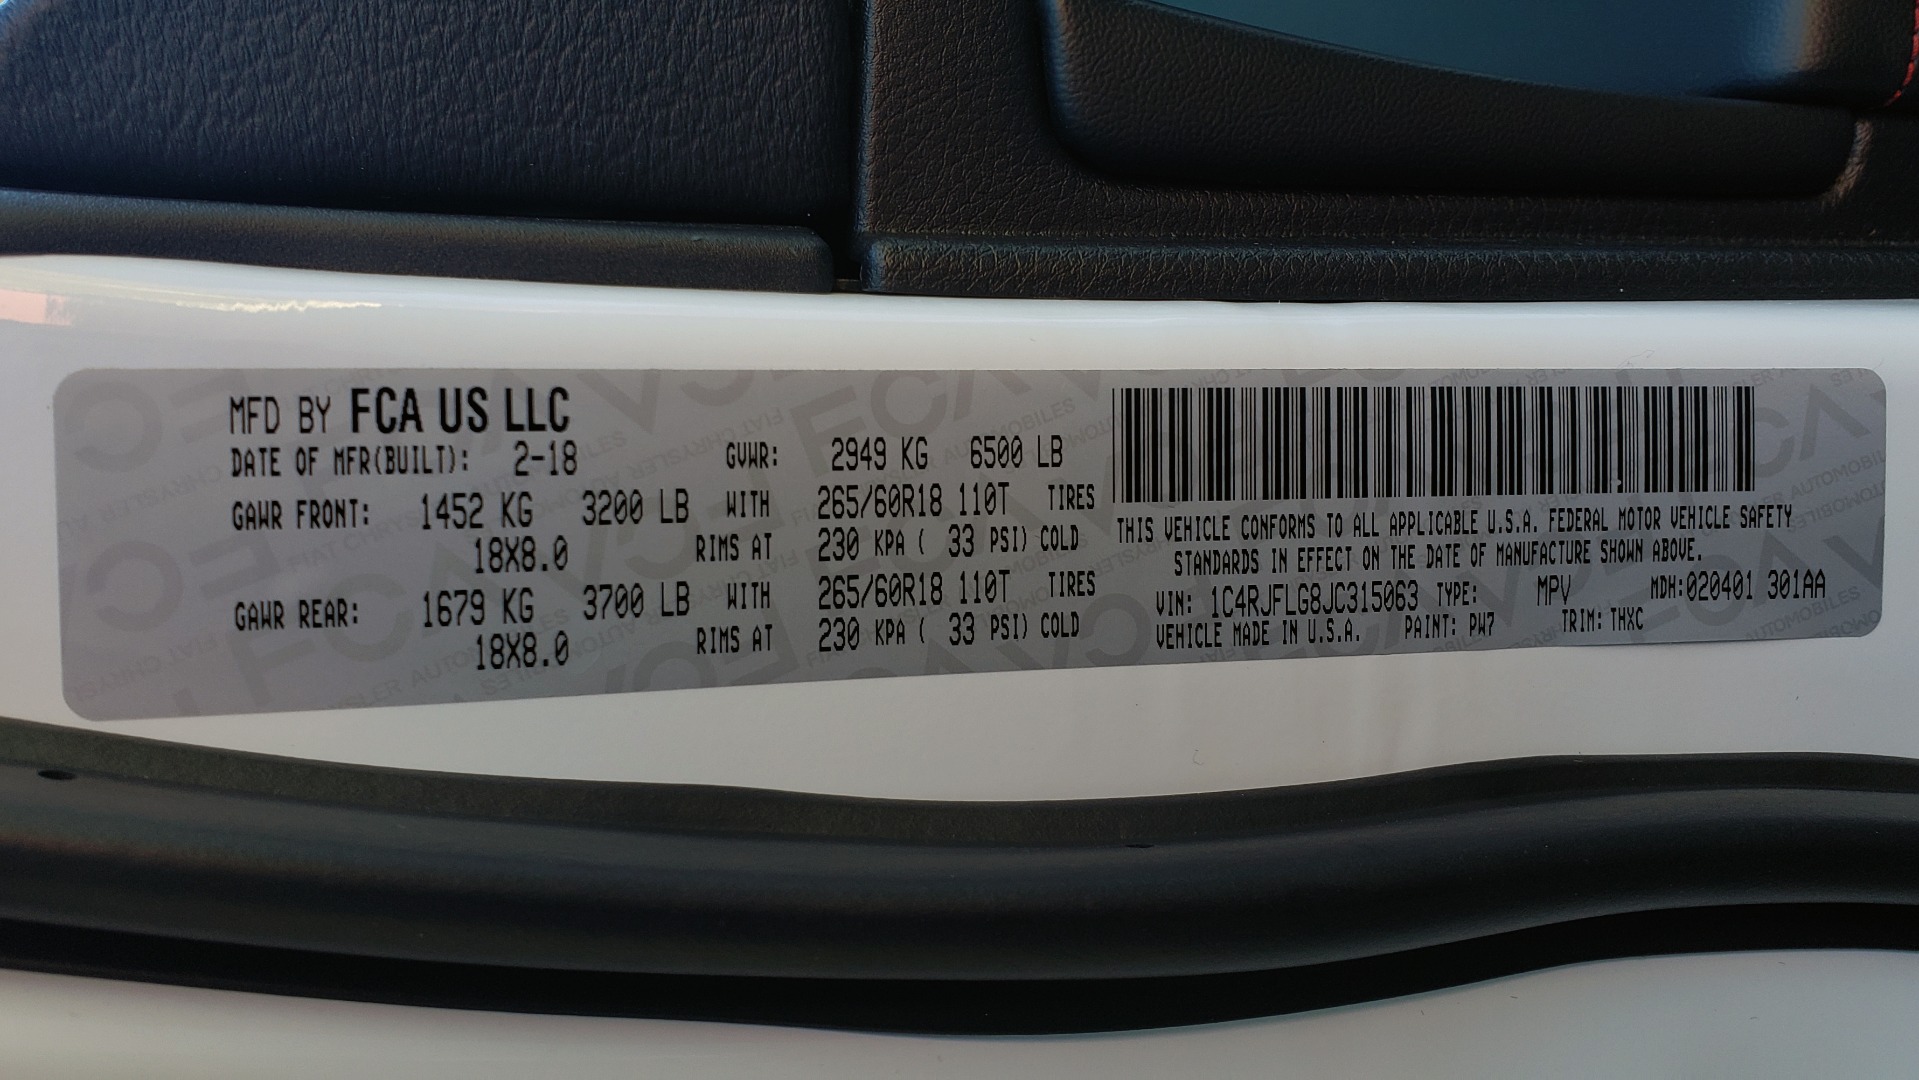 MFD BY FCA US LLC
DATE OF MFR(BUILT): 2-18 GVWR: 2949 KG 6500 LB
GAWR FRONT: 1452 KG 3200 LB WITH 265/60R18 110T TIRES
18X8.0 RIMS AT 230 KPA ( 33 PSI) COLD
GAWR REAR: 1679 KG 3700 LB WITH 265/60R18 110T TIRES
18X8.0 RIMS AT 230 KPA ( 33 PSI) COLD
THIS VEHICLE CONFORMS TO ALL APPLICABLE U.S.A. FEDERAL MOTOR VEHICLE SAFETY
STANDARDS IN EFFECT ON THE DATE OF MANUFACTURE SHOWN ABOVE.
VIN: 1C4RJFLG8JC315063 TYPE: MPV MDH:020401 301AA
VEHICLE MADE IN U.S.A. PAINT: PW7 TRIM: THXC